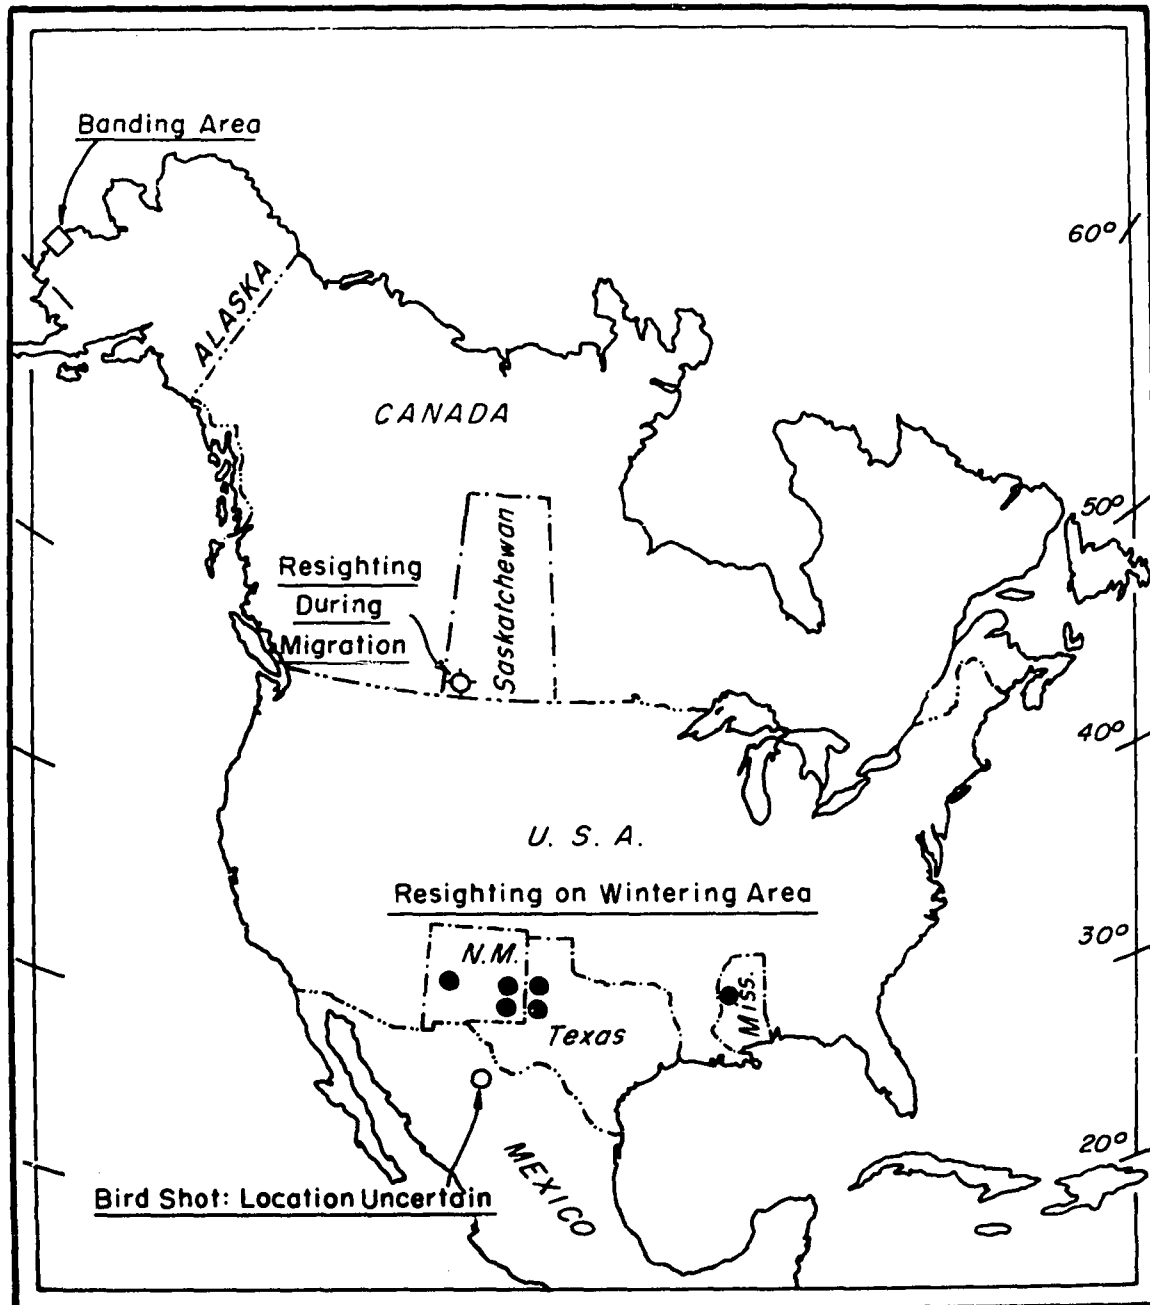 Banding Area
60°
ALASKA
CANADA
50°
Saskatchewan
Resighting
During
Migration
40°
U. S. A.
Resighting on Wintering Area
30°
N.M.
Miss.
Texas
20°
MEXICO
Bird Shot: Location Uncertain